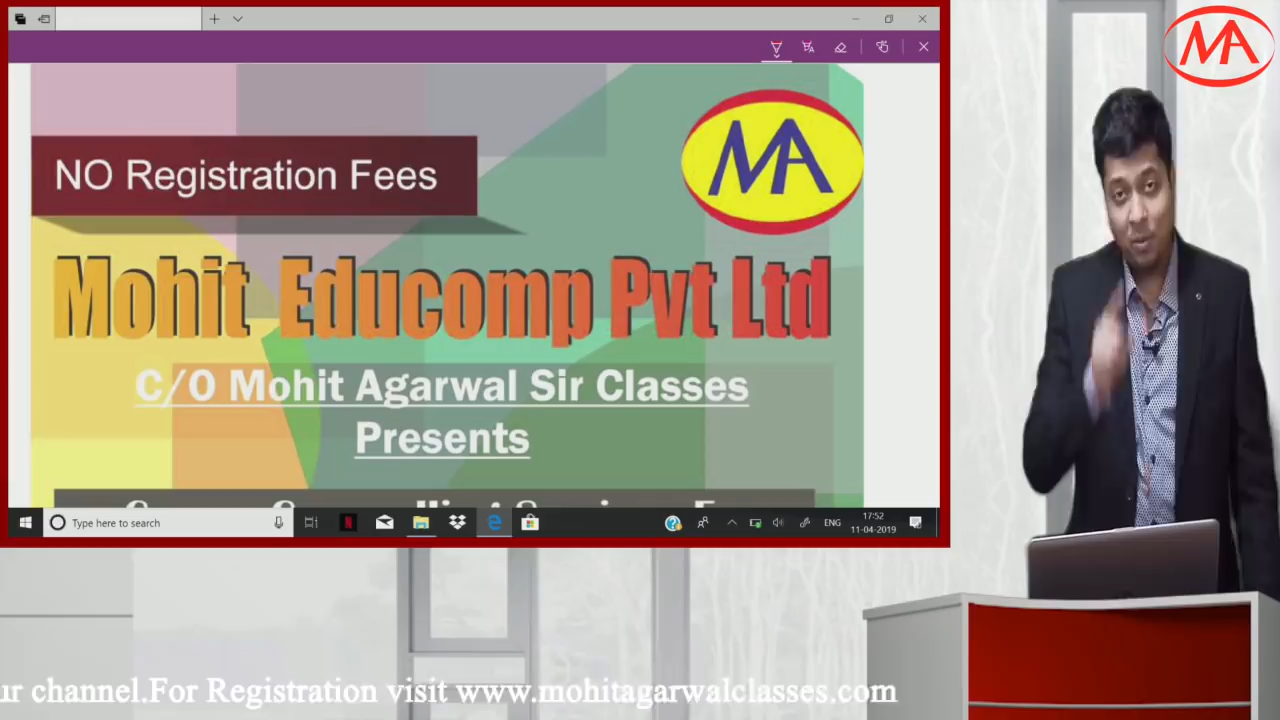 MA
NO Registration Fees
MA
Mohit Educomp Pvt Ltd
C/O Mohit Agarwal Sir Classes
Presents
Type here to search
ENG
17:52
11-04-2019
ur channel.For Registration visit www.mohitagarwalclasses.com